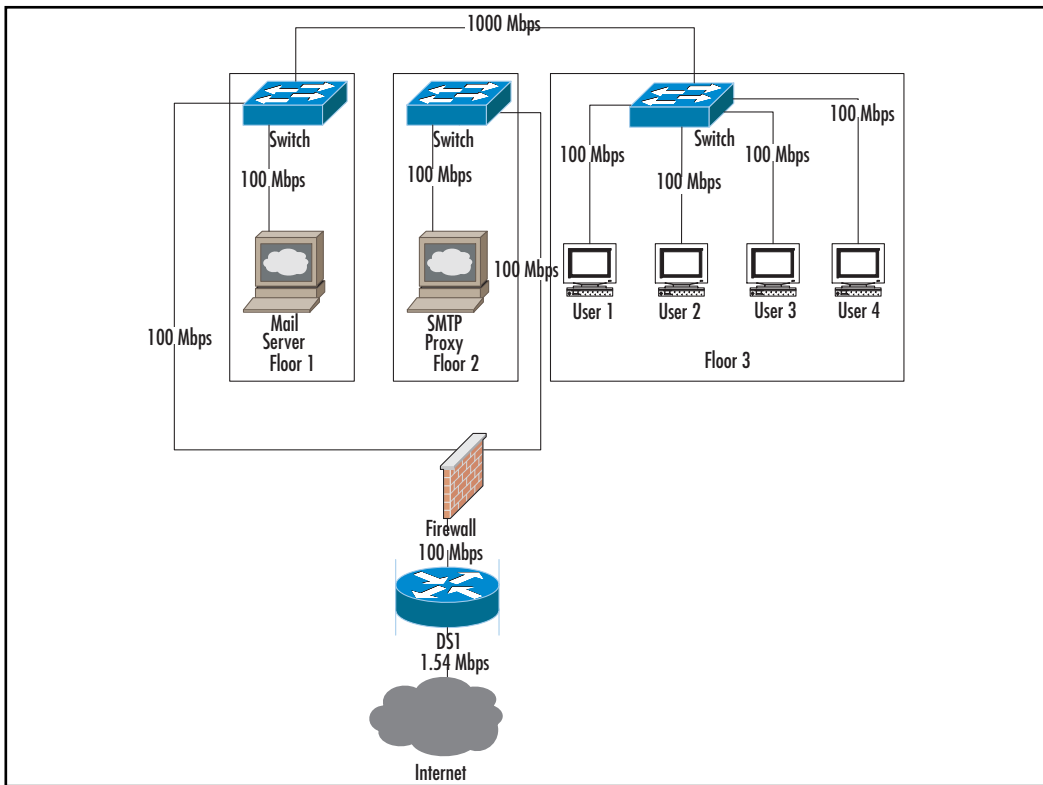 1000 Mbps
Switch
Switch
Switch
100 Mbps
100 Mbps
100 Mbps
100 Mbps
100 Mbps
100 Mbps
100 Mbps
100 Mbps
Mail
Server
Floor 1
SMTP
Proxy
Floor 2
User 1
User 2
User 3
User 4
Floor 3
Firewall
100 Mbps
DS1
1.54 Mbps
Internet